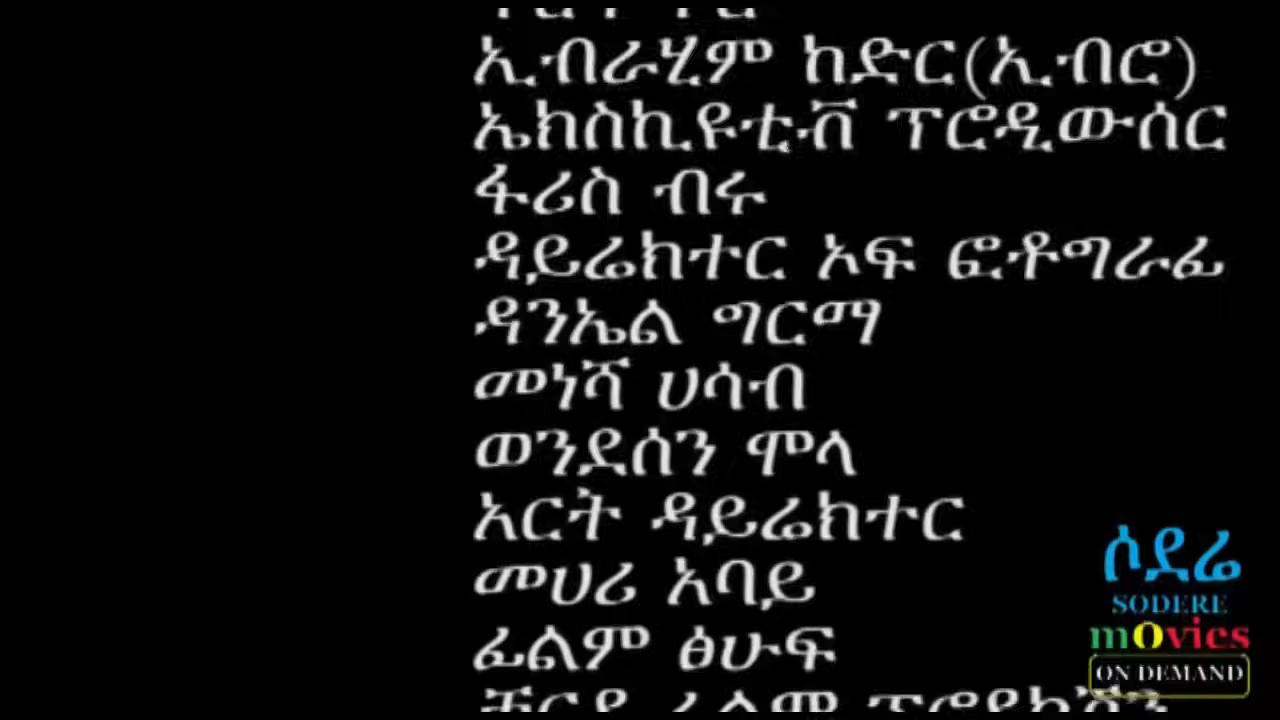 ኢብራሂም ከድር(ኢብሮ)
ኤክስኪዩቲቭ ፕሮዲውሰር
ፋሪስ ብሩ
ዳይሬክተር ኦፍ ፎቶግራፊ
ዳንኤል ግርማ
መነሻ ሀሳብ
ወንደሰን ሞላ
አርት ዳይሬክተር
መሀሪ አባይ
ፊልም ፅሁፍ
ሶደሬ
SODERE
mOvies
ON DEMAND